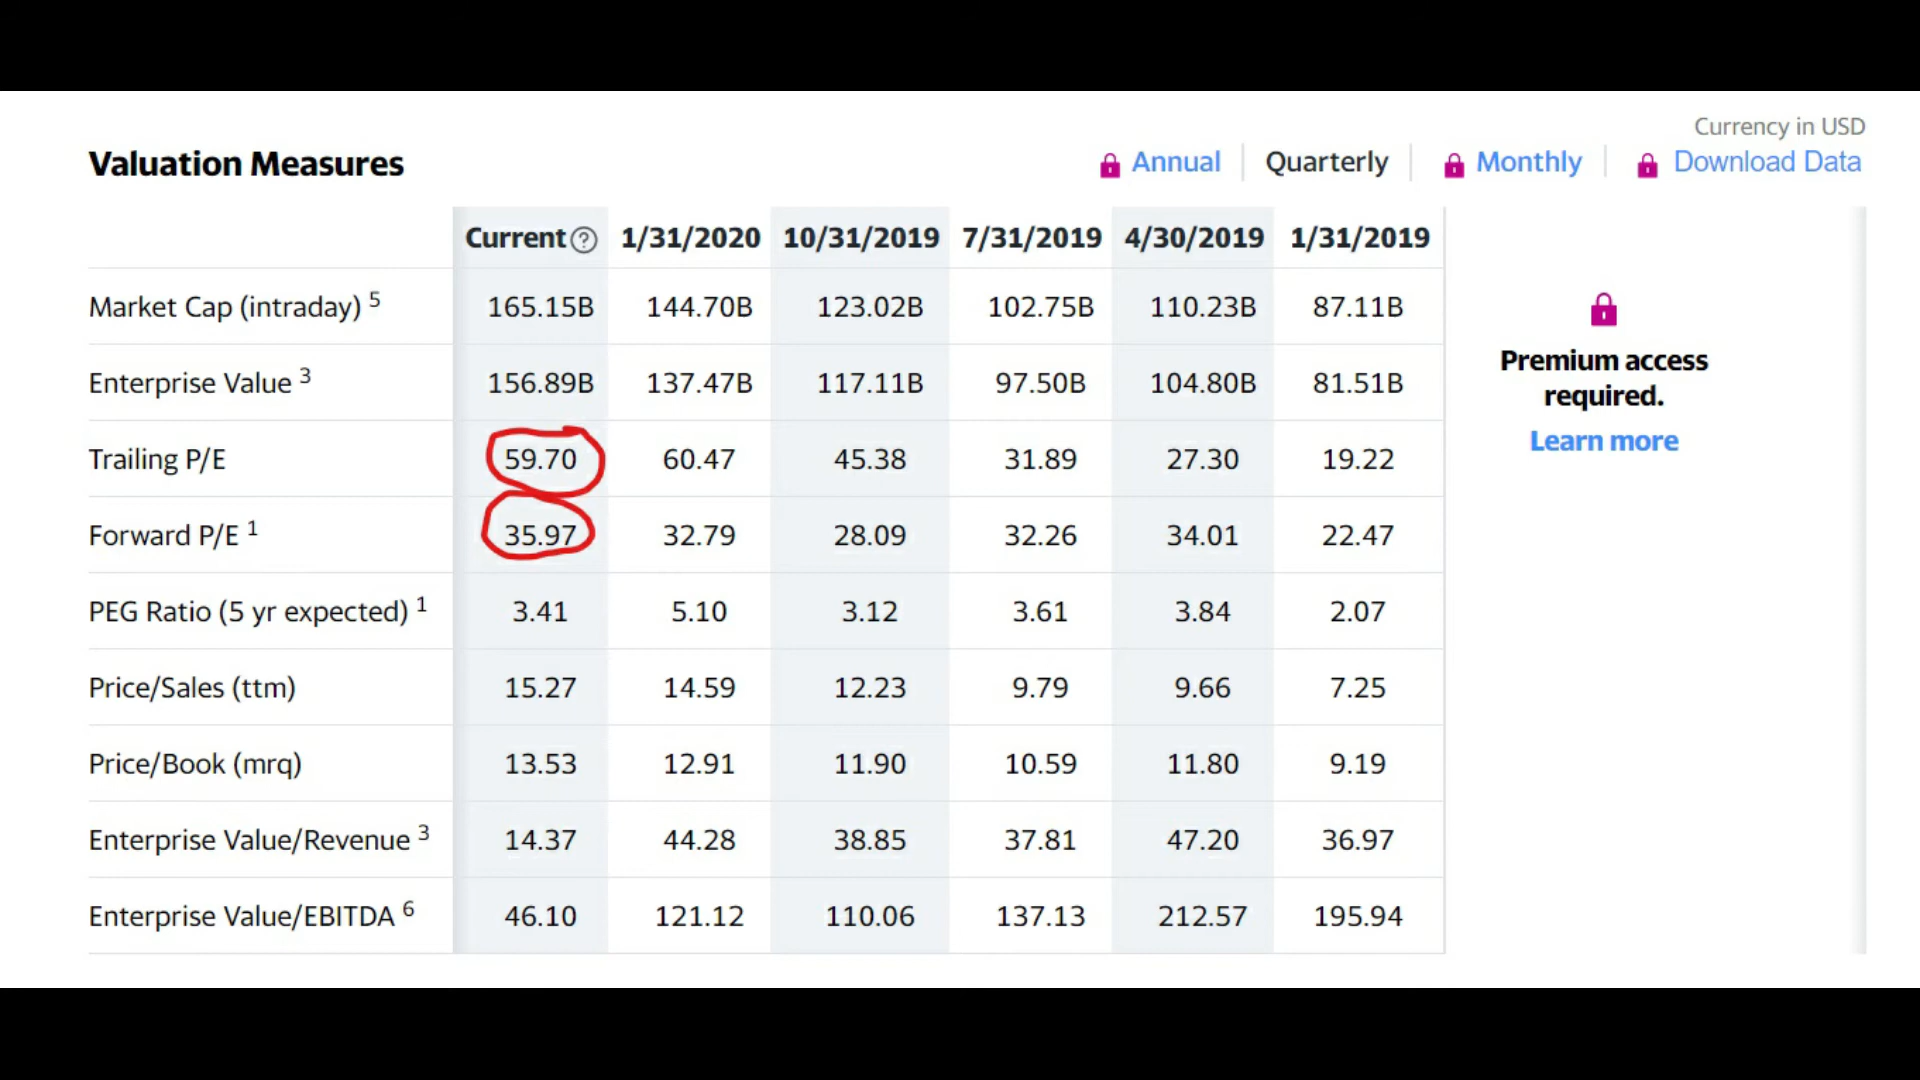 Currency in USD
Valuation Measures Annual Quarterly Monthly Download Data
Current ? 1/31/2020 10/31/2019 7/31/2019 4/30/2019 1/31/2019
Market Cap (intraday) 5 165.15B 144.70B 123.02B 102.75B 110.23B 87.11B
Enterprise Value 3 156.89B 137.47B 117.11B 97.50B 104.80B 81.51B
Trailing P/E 59.70 60.47 45.38 31.89 27.30 19.22
Forward P/E 1 35.97 32.79 28.09 32.26 34.01 22.47
PEG Ratio (5 yr expected) 1 3.41 5.10 3.12 3.61 3.84 2.07
Price/Sales (ttm) 15.27 14.59 12.23 9.79 9.66 7.25
Price/Book (mrq) 13.53 12.91 11.90 10.59 11.80 9.19
Enterprise Value/Revenue 3 14.37 44.28 38.85 37.81 47.20 36.97
Enterprise Value/EBITDA 6 46.10 121.12 110.06 137.13 212.57 195.94
Premium access
required.
Learn more